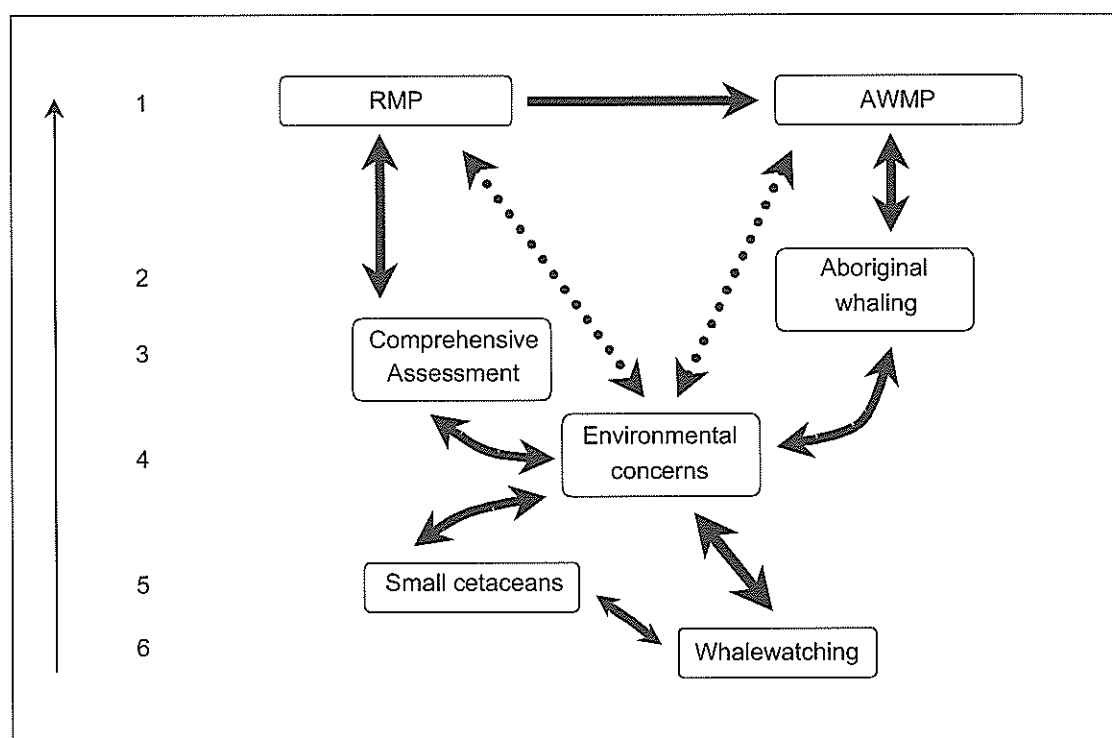 1
RMP
AWMP
2
Aboriginal
whaling
3
Comprehensive
Assessment
4
Environmental
concerns
5
Small cetaceans
6
Whalewatching